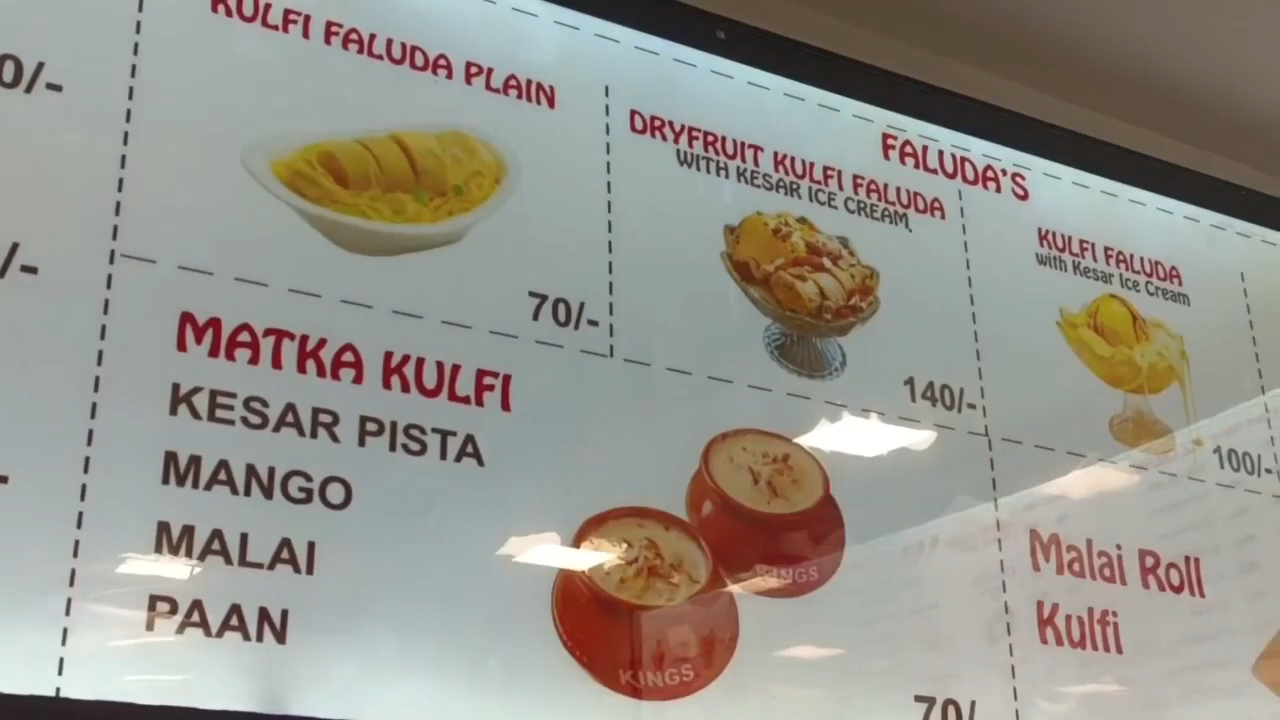 0/-
/-
-
KULFI FALUDA PLAIN
70/-
FALUDA'S
DRYFRUIT KULFI FALUDA
WITH KESAR ICE CREAM
140/-
KULFI FALUDA
with Kesar Ice Cream
100/-
MATKA KULFI
KESAR PISTA
MANGO
MALAI
PAAN
KINGS
KINGS
70/-
Malai Roll
Kulfi